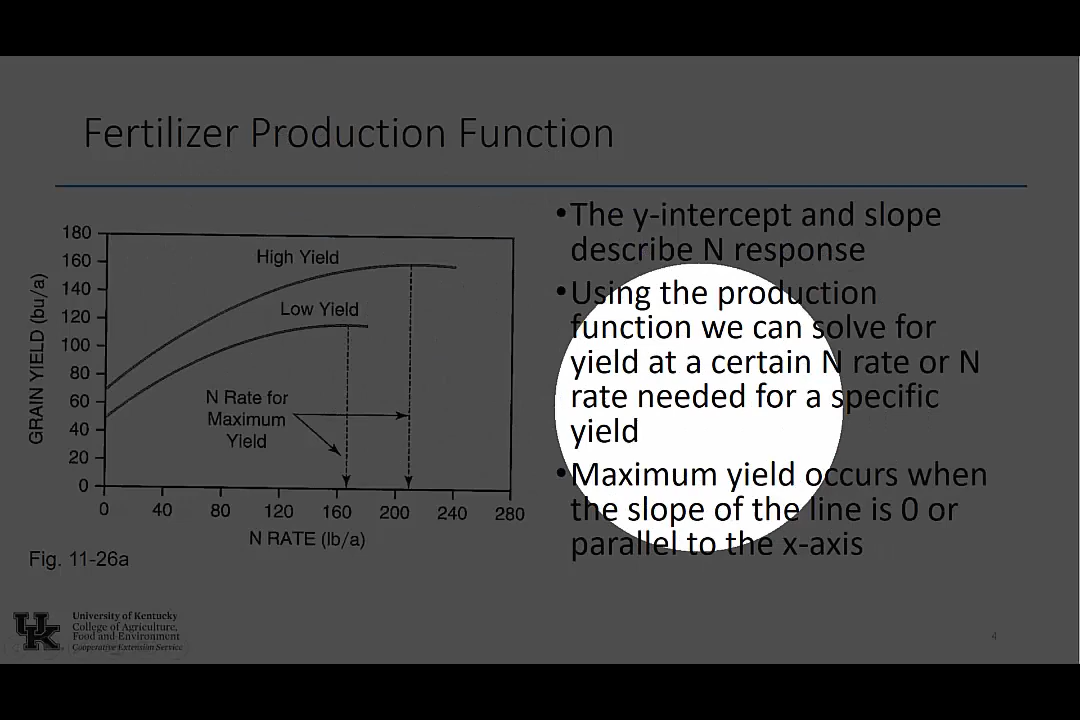 Fertilizer Production Function
•The y-intercept and slope
describe N response
•Using the production
function we can solve for
yield at a certain N rate or N
rate needed for a specific
yield
•Maximum yield occurs when
the slope of the line is 0 or
parallel to the x-axis
GRAIN YIELD (bu/a)
180
160
140
120
100
80
60
40
20
0
High Yield
Low Yield
N Rate for
Maximum
Yield
0 40 80 120 160 200 240 280
N RATE (lb/a)
Fig. 11-26a
UK
University of Kentucky
College of Agriculture,
Food and Environment
Cooperative Extension Service
4